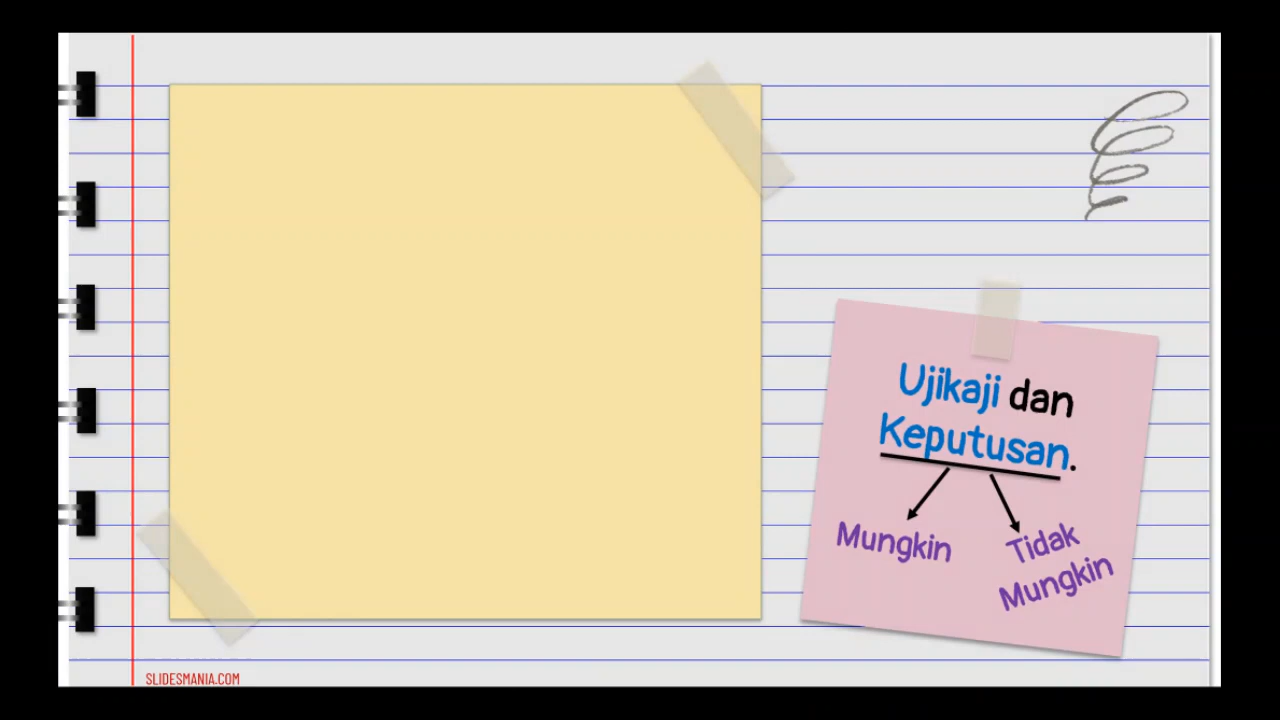 Ujikaji dan
Keputusan.
Mungkin
Tidak
Mungkin
SLIDESMANIA.COM